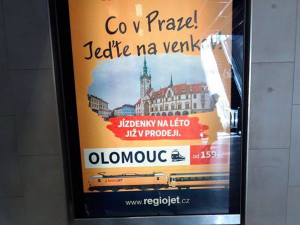 Co v Praze!
Jeďte na venkov!
JÍZDENKY NA LÉTO
JIŽ V PRODEJI.
OLOMOUC
od 159
www.regiojet.cz